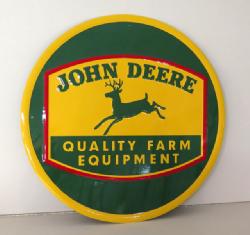 JOHN DEERE
QUALITY FARM
EQUIPMENT